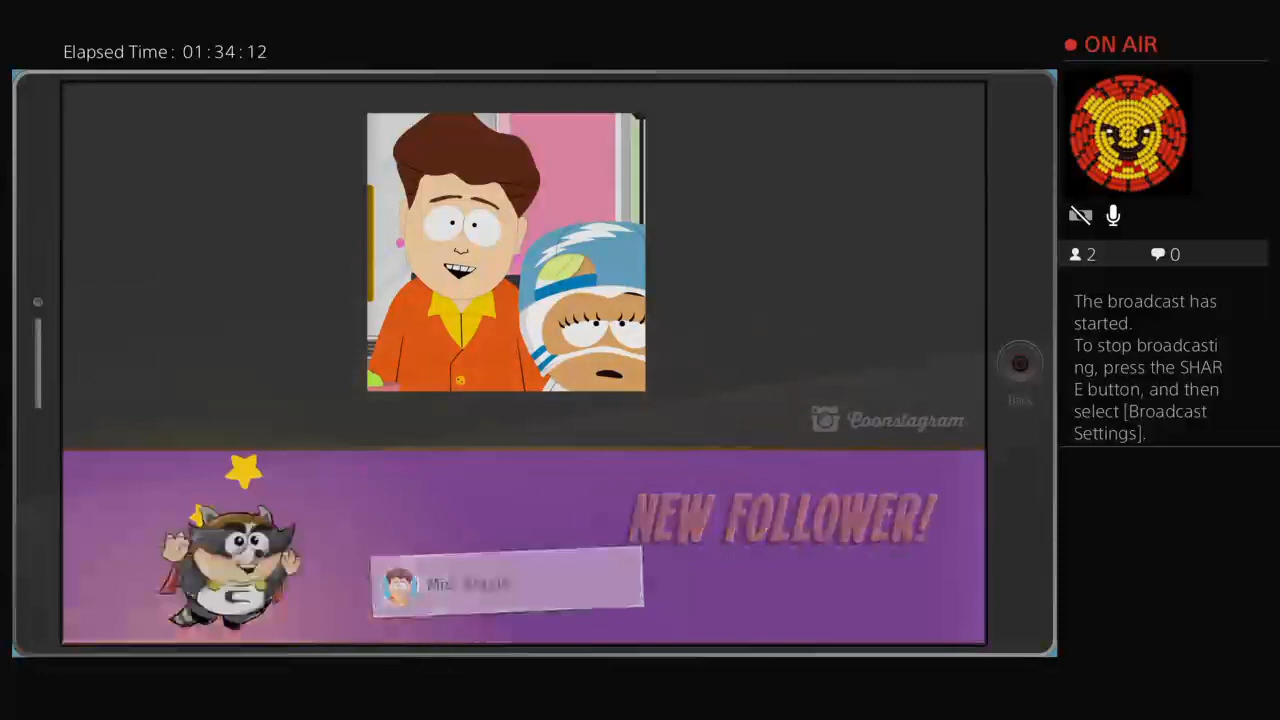 Elapsed Time: 01:34:12
ON AIR
2
0
The broadcast has
started.
To stop broadcasti
ng, press the SHAR
E button, and then
select [Broadcast
Settings].
Back
Coonstagram
NEW FOLLOWER!